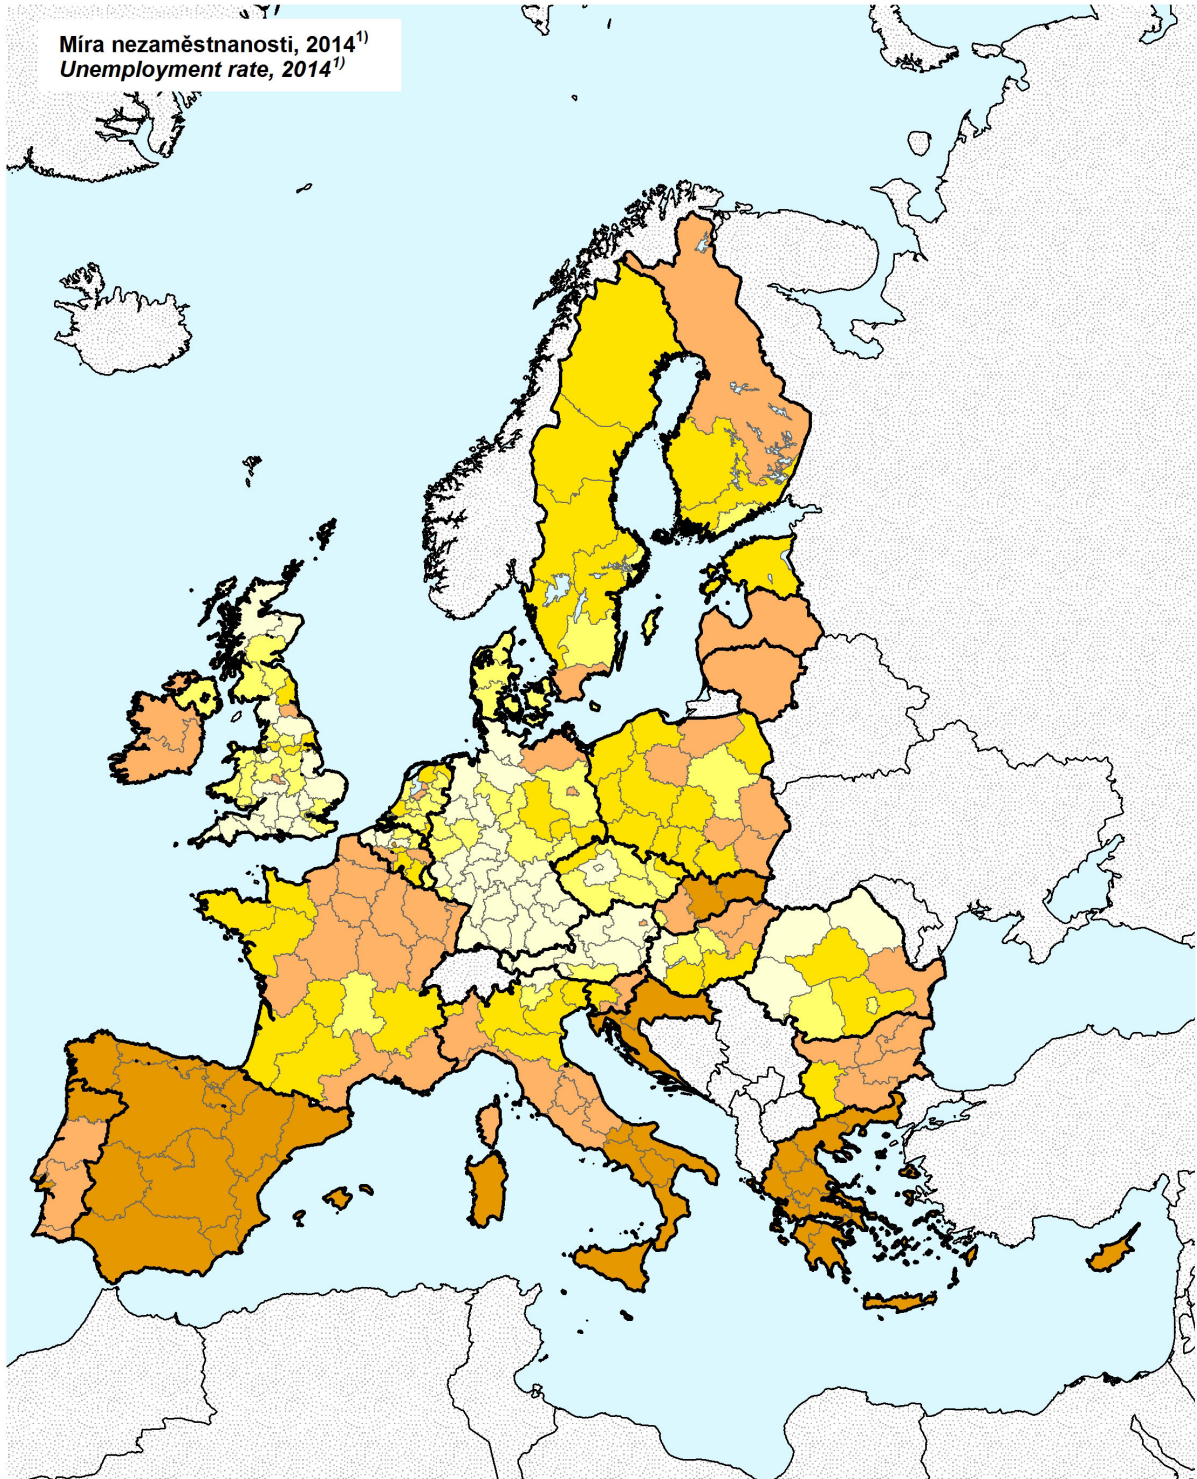 Míra nezaměstnanosti, 2014¹⁾
Unemployment rate, 2014¹⁾